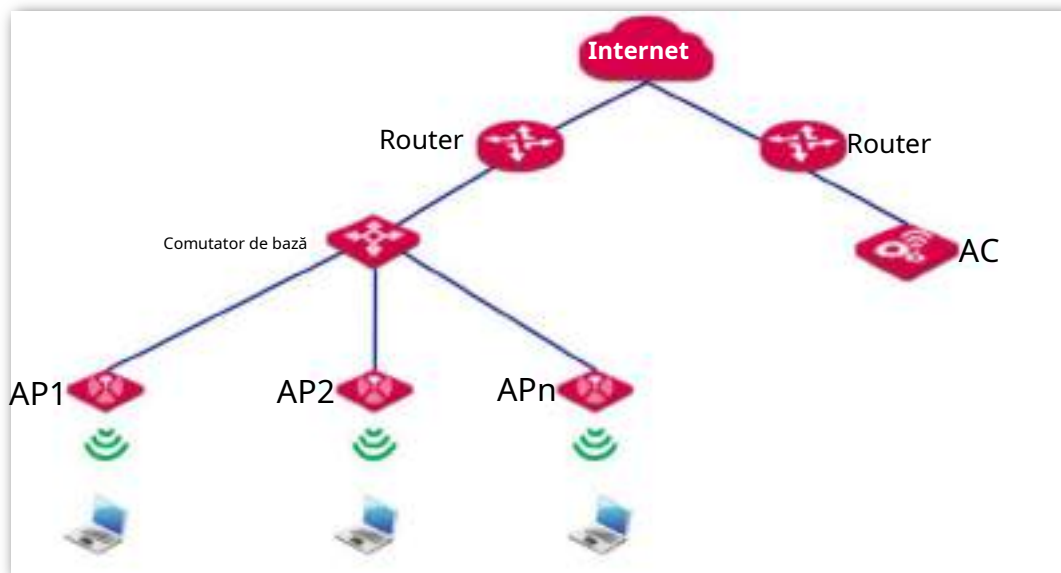 Internet
Router
Router
Comutator de bază
AC
AP1
AP2
APn